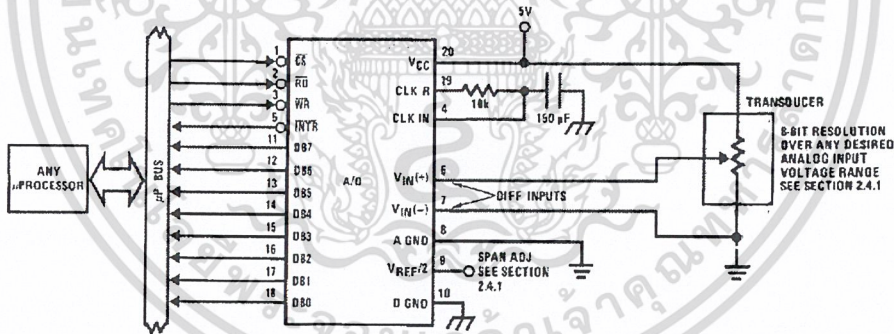 5V
1 CS
2 RD
3 WR
5 INTR
11 DB7
12 DB6
13 DB5
14 DB4
15 DB3
16 DB2
17 DB1
18 DB0
A/D
VCC 20
CLK R 19
CLK IN 4
10k
150 pF
VIN(+) 6
VIN(−) 7
DIFF INPUTS
A GND 8
VREF/2 9
D GND 10
SPAN ADJ
SEE SECTION
2.4.1
ANY
μPROCESSOR
μP BUS
TRANSDUCER
8-BIT RESOLUTION
OVER ANY DESIRED
ANALOG INPUT
VOLTAGE RANGE
SEE SECTION 2.4.1